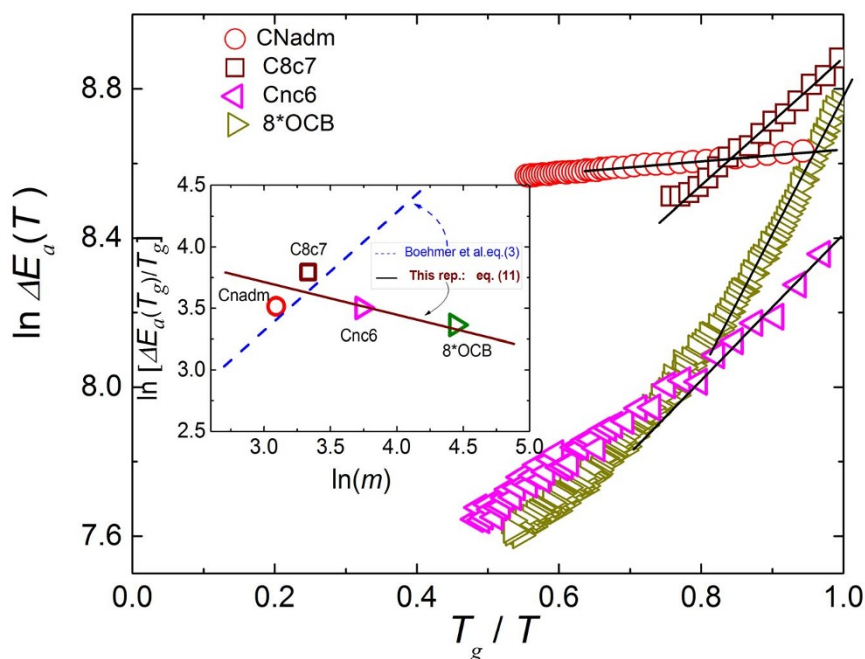 CNadm
C8c7
Cnc6
8*OCB
ln ΔEₐ(T)
8.8
8.4
8.0
7.6
0.0 0.2 0.4 0.6 0.8 1.0
T_g / T
ln [ΔEₐ(T_g)/T_g]
4.5
4.0
3.5
3.0
2.5
3.0 3.5 4.0 4.5 5.0
ln(m)
C8c7
Cnadm
Cnc6
8*OCB
Boehmer et al.eq.(3)
This rep.: eq. (11)